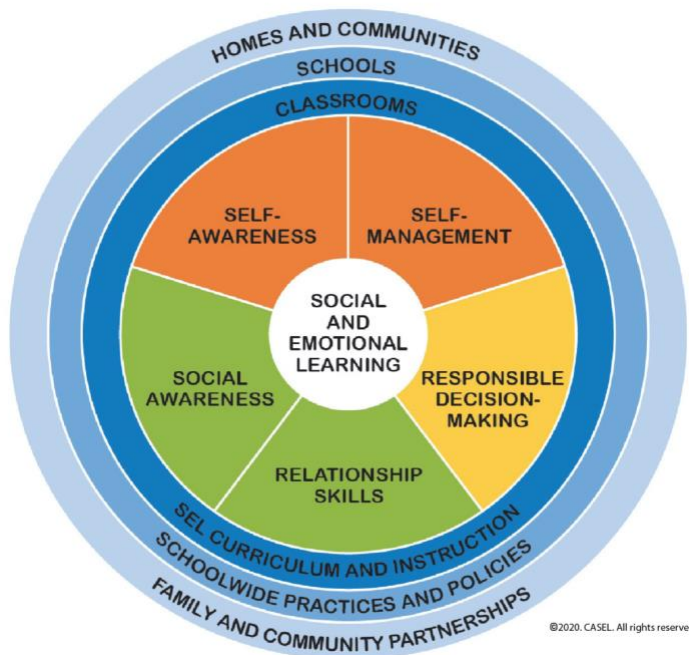 HOMES AND COMMUNITIES
SCHOOLS
CLASSROOMS
SELF-
AWARENESS
SELF-
MANAGEMENT
SOCIAL
AND
EMOTIONAL
LEARNING
SOCIAL
AWARENESS
RESPONSIBLE
DECISION-
MAKING
RELATIONSHIP
SKILLS
SEL CURRICULUM AND INSTRUCTION
SCHOOLWIDE PRACTICES AND POLICIES
FAMILY AND COMMUNITY PARTNERSHIPS
©2020. CASEL. All rights reserve